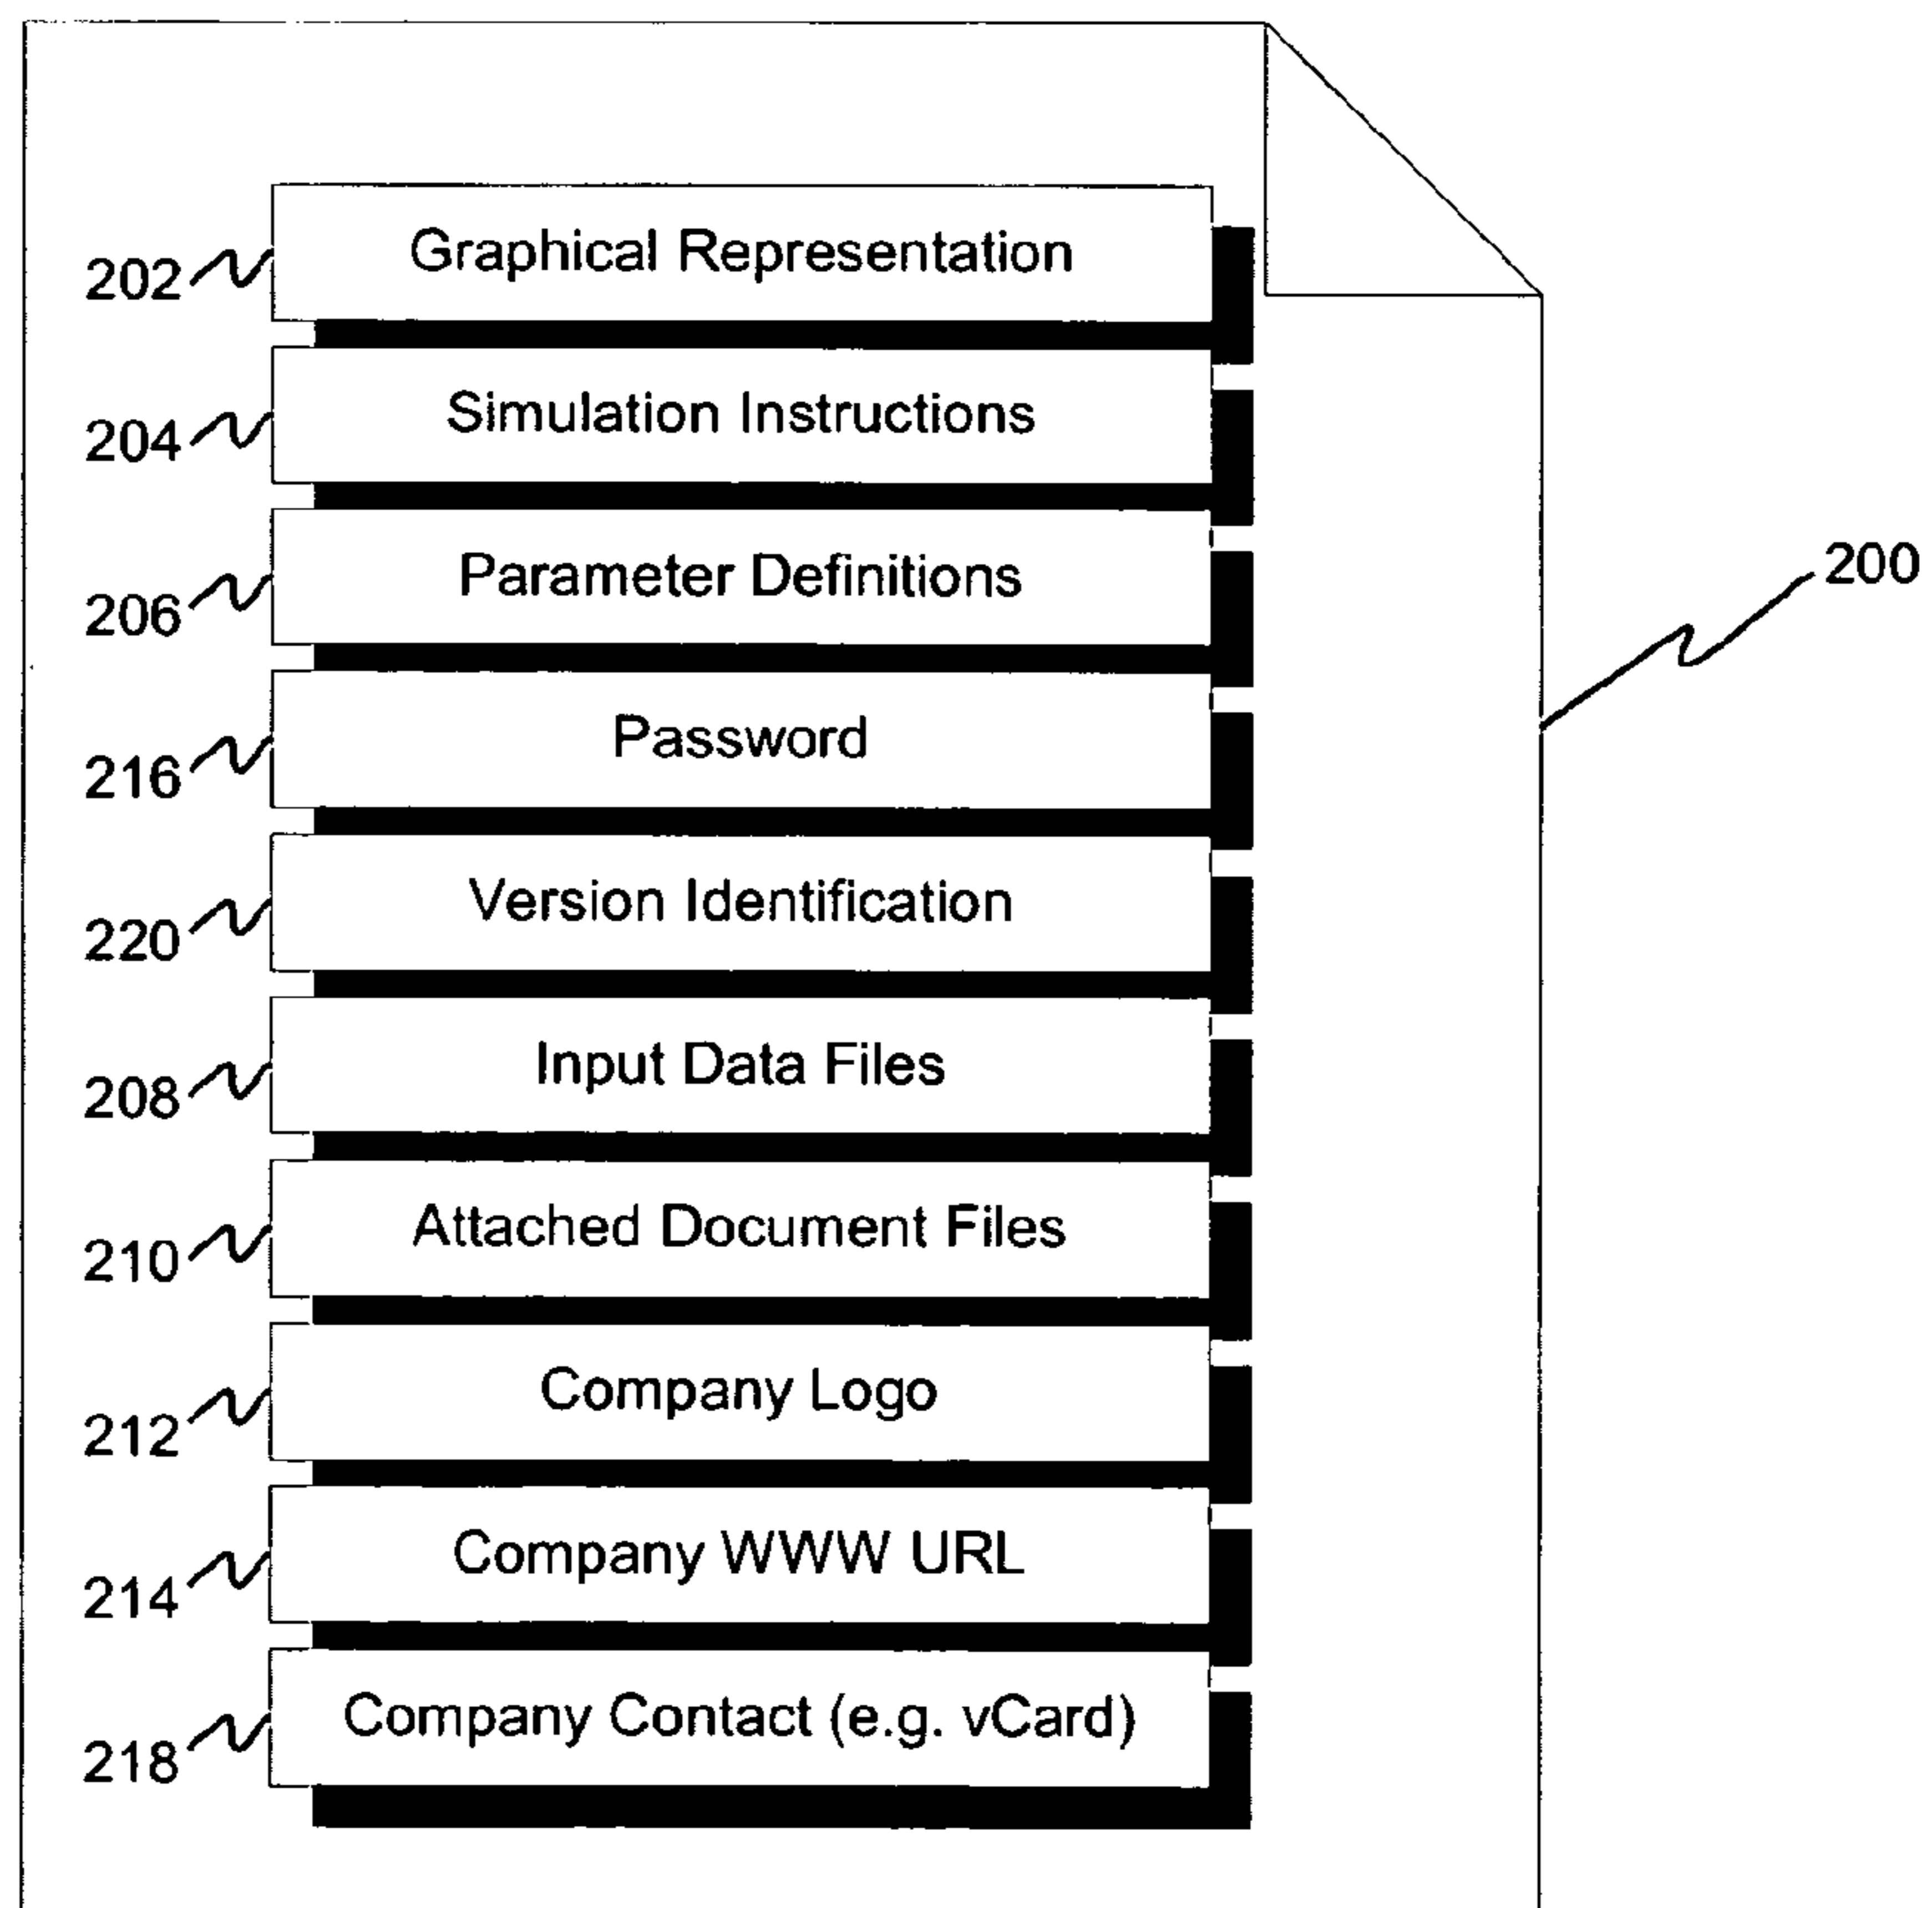 202 Graphical Representation
204 Simulation Instructions
206 Parameter Definitions
200
216 Password
220 Version Identification
208 Input Data Files
210 Attached Document Files
212 Company Logo
214 Company WWW URL
218 Company Contact (e.g. vCard)